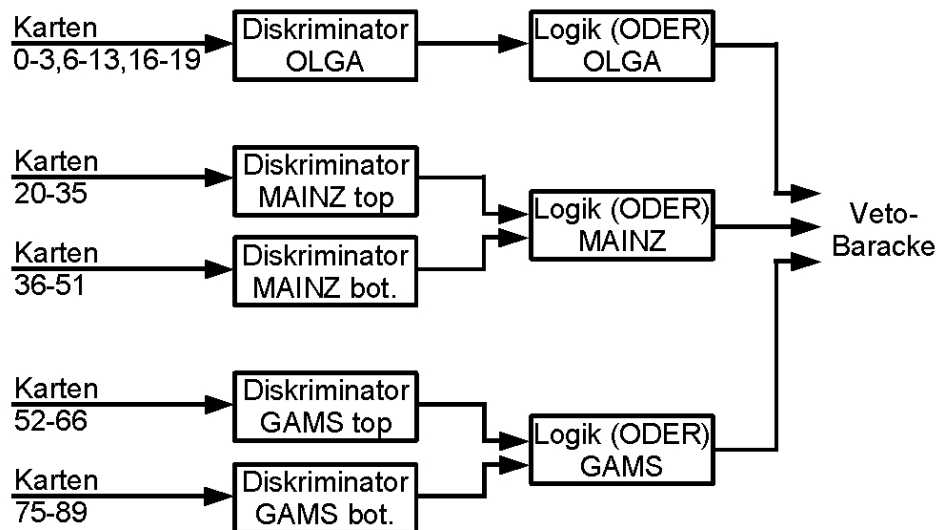 Karten
0-3,6-13,16-19
Diskriminator
OLGA
Logik (ODER)
OLGA
Karten
20-35
Diskriminator
MAINZ top
Karten
36-51
Diskriminator
MAINZ bot.
Logik (ODER)
MAINZ
Veto-
Baracke
Karten
52-66
Diskriminator
GAMS top
Karten
75-89
Diskriminator
GAMS bot.
Logik (ODER)
GAMS